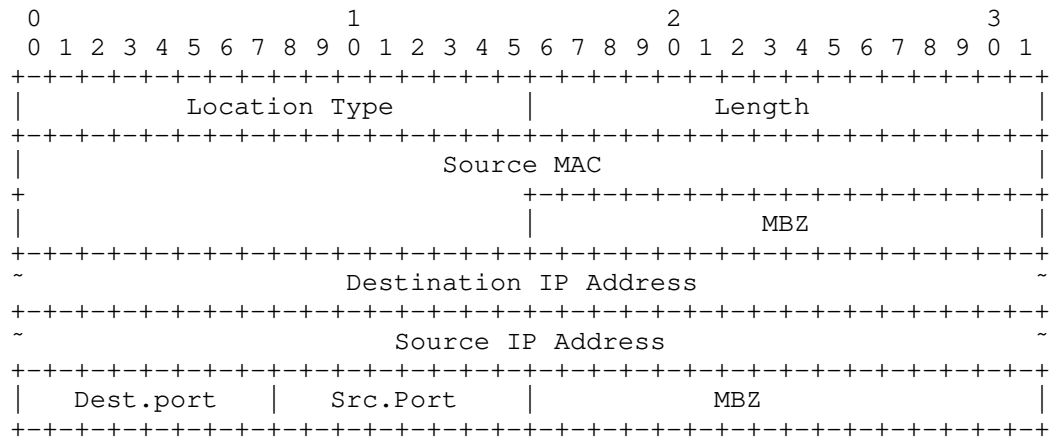 0                   1                   2                   3
 0 1 2 3 4 5 6 7 8 9 0 1 2 3 4 5 6 7 8 9 0 1 2 3 4 5 6 7 8 9 0 1
+-+-+-+-+-+-+-+-+-+-+-+-+-+-+-+-+-+-+-+-+-+-+-+-+-+-+-+-+-+-+-+-+
|          Location Type        |           Length              |
+-+-+-+-+-+-+-+-+-+-+-+-+-+-+-+-+-+-+-+-+-+-+-+-+-+-+-+-+-+-+-+-+
|                          Source MAC                           |
+                               +-+-+-+-+-+-+-+-+-+-+-+-+-+-+-+-+
|                               |              MBZ              |
+-+-+-+-+-+-+-+-+-+-+-+-+-+-+-+-+-+-+-+-+-+-+-+-+-+-+-+-+-+-+-+-+
~                    Destination IP Address                     ~
+-+-+-+-+-+-+-+-+-+-+-+-+-+-+-+-+-+-+-+-+-+-+-+-+-+-+-+-+-+-+-+-+
~                       Source IP Address                       ~
+-+-+-+-+-+-+-+-+-+-+-+-+-+-+-+-+-+-+-+-+-+-+-+-+-+-+-+-+-+-+-+-+
|   Dest.port   |   Src.Port    |           MBZ                 |
+-+-+-+-+-+-+-+-+-+-+-+-+-+-+-+-+-+-+-+-+-+-+-+-+-+-+-+-+-+-+-+-+